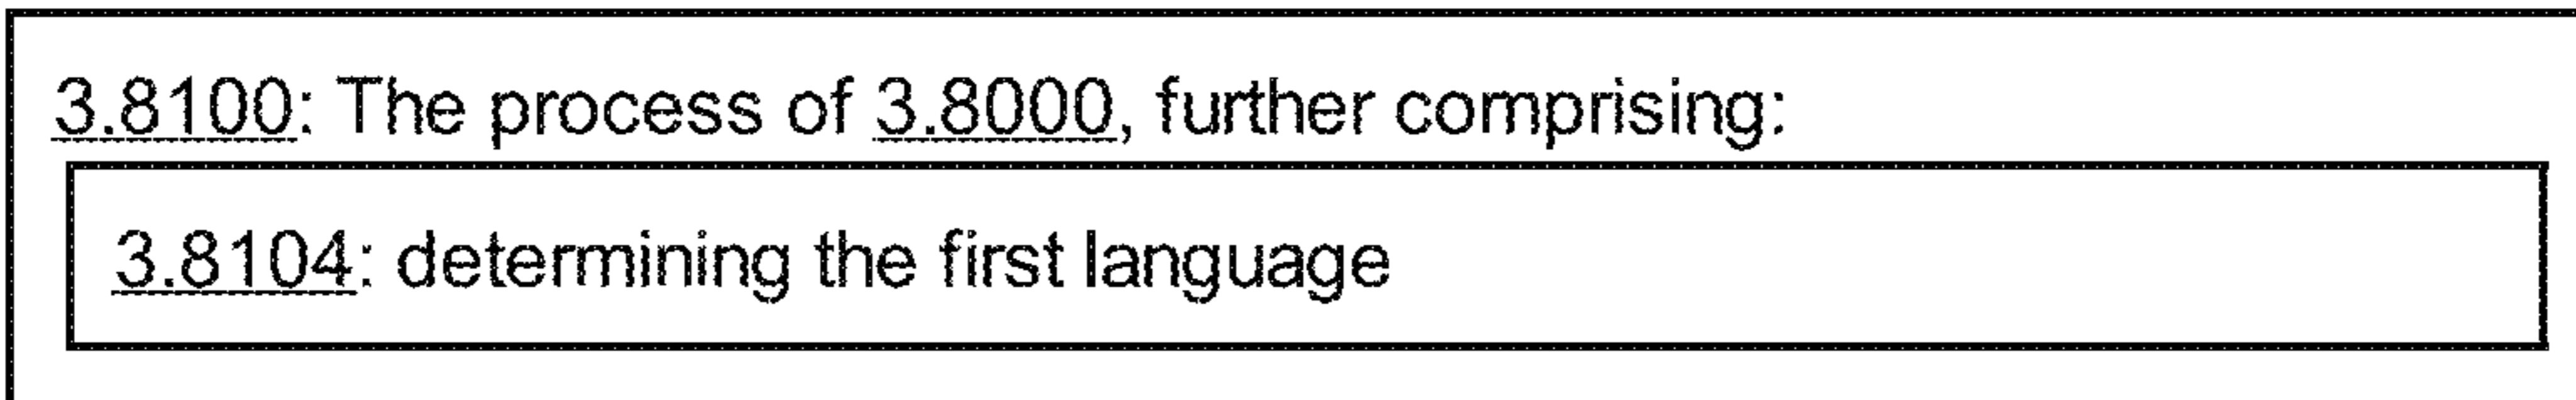 3.8100: The process of 3.8000, further comprising:
3.8104: determining the first language